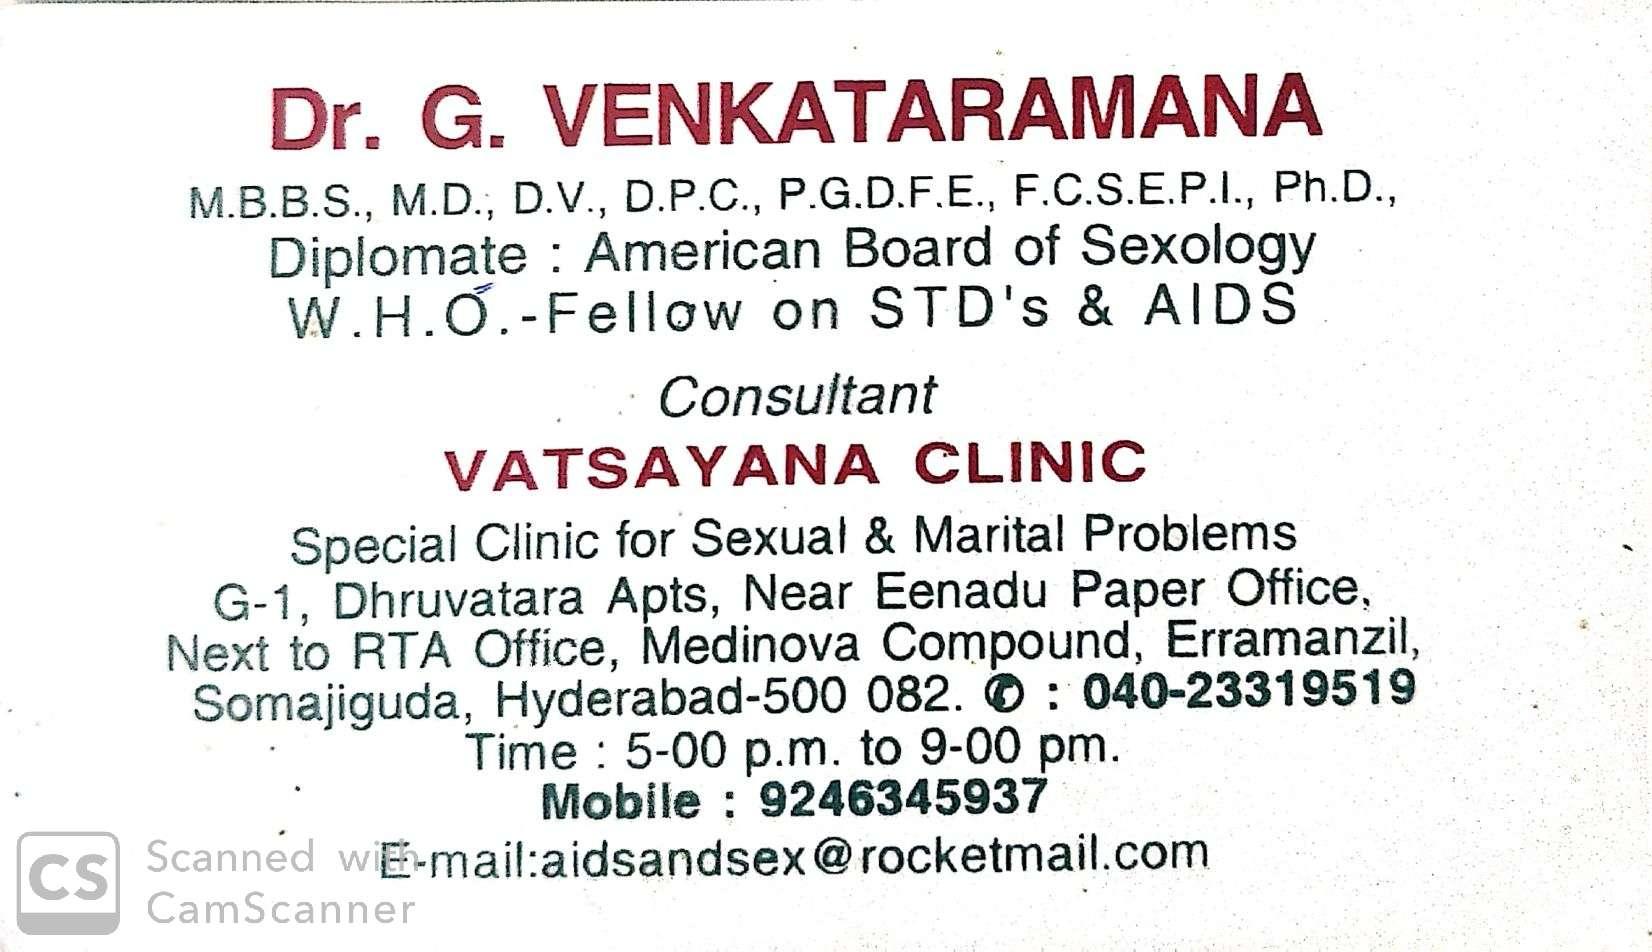 Dr. G. VENKATARAMANA
M.B.B.S., M.D., D.V., D.P.C., P.G.D.F.E., F.C.S.E.P.I., Ph.D.,
Diplomate : American Board of Sexology
W.H.O.-Fellow on STD's & AIDS
Consultant
VATSAYANA CLINIC
Special Clinic for Sexual & Marital Problems
G-1, Dhruvatara Apts, Near Eenadu Paper Office,
Next to RTA Office, Medinova Compound, Erramanzil,
Somajiguda, Hyderabad-500 082. ✆ : 040-23319519
Time : 5-00 p.m. to 9-00 pm.
Mobile : 9246345937
E-mail:aidsandsex@rocketmail.com
CS Scanned with
CamScanner